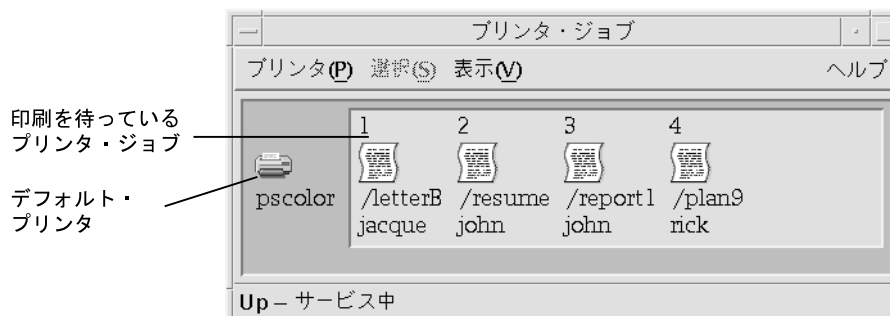 プリンタ・ジョブ
プリンタ(P) 選択(S) 表示(V) ヘルプ
印刷を待っている
プリンタ・ジョブ
デフォルト・
プリンタ
1 2 3 4
pscolor /letterB /resume /report1 /plan9
jacque john john rick
Up – サービス中